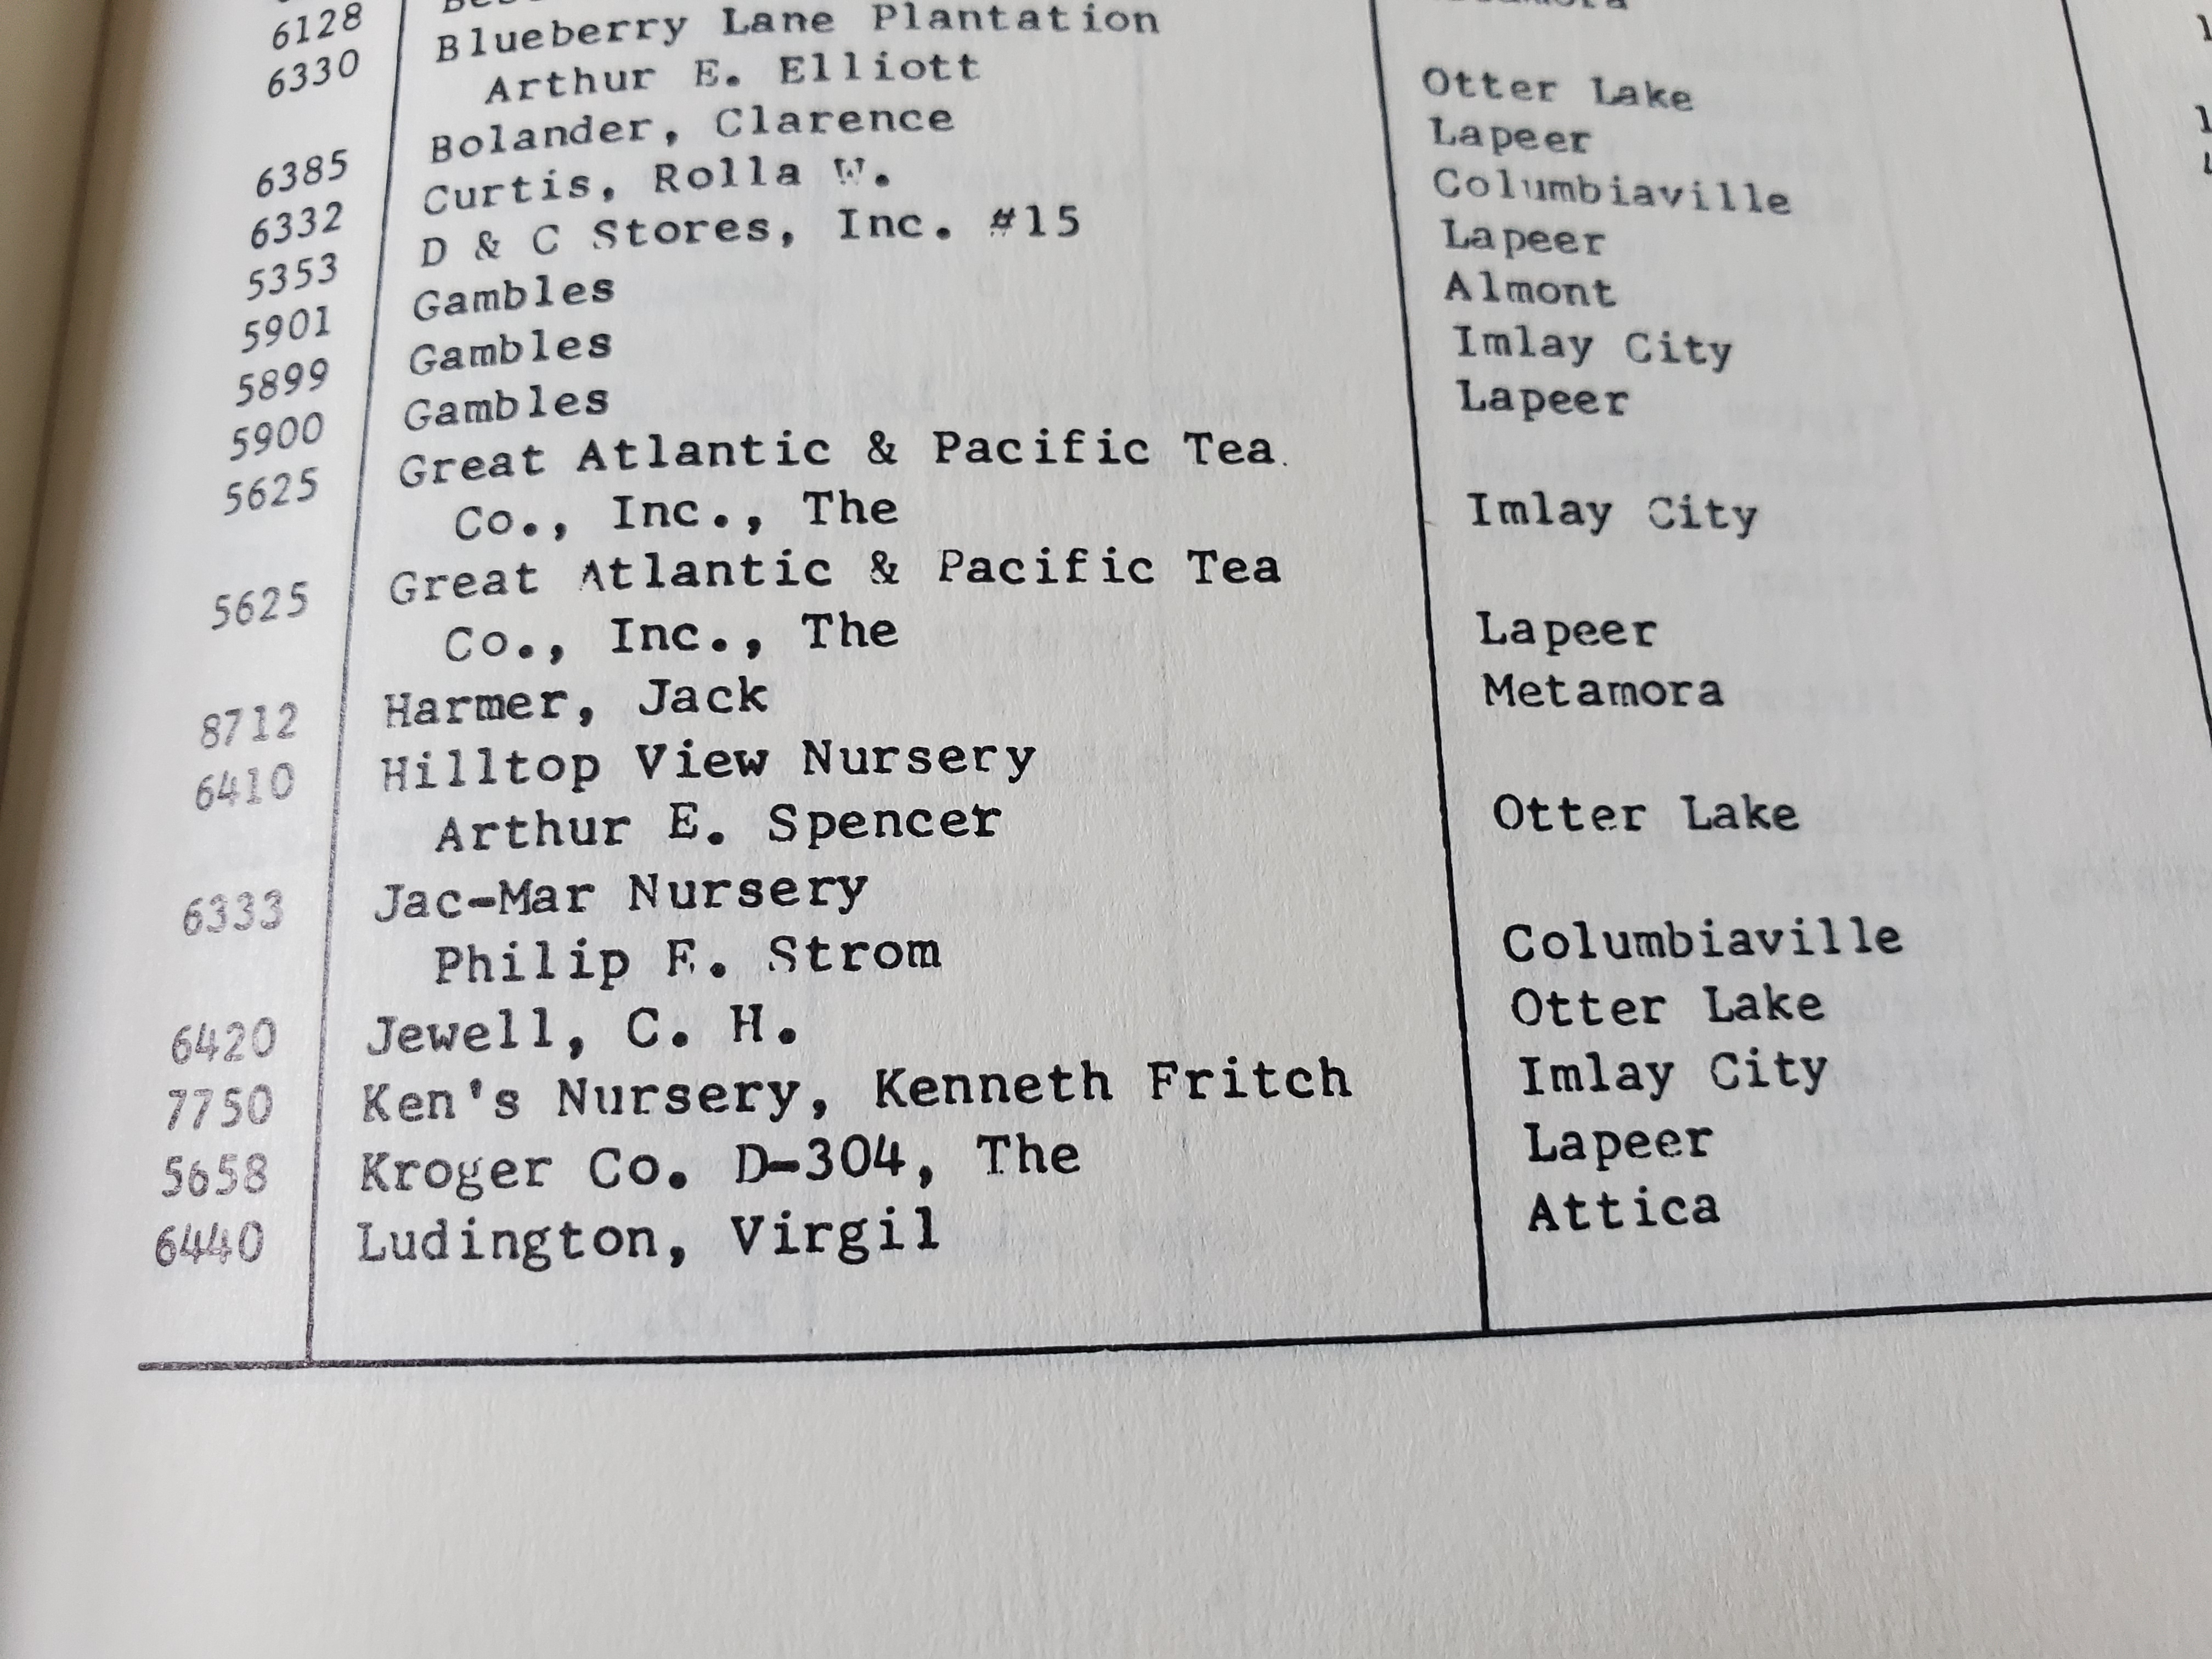 6128
6330 Blueberry Lane Plantation
Arthur E. Elliott Otter Lake
6385 Bolander, Clarence Lapeer
6332 Curtis, Rolla W. Columbiaville
5353 D & C Stores, Inc. #15 Lapeer
5901 Gambles Almont
5899 Gambles Imlay City
5900 Gambles Lapeer
5625 Great Atlantic & Pacific Tea
Co., Inc., The Imlay City
5625 Great Atlantic & Pacific Tea
Co., Inc., The Lapeer
8712 Harmer, Jack Metamora
6410 Hilltop View Nursery
Arthur E. Spencer Otter Lake
6333 Jac-Mar Nursery
Philip E. Strom Columbiaville
6420 Jewell, C. H. Otter Lake
7750 Ken's Nursery, Kenneth Fritch Imlay City
5658 Kroger Co. D-304, The Lapeer
6440 Ludington, Virgil Attica